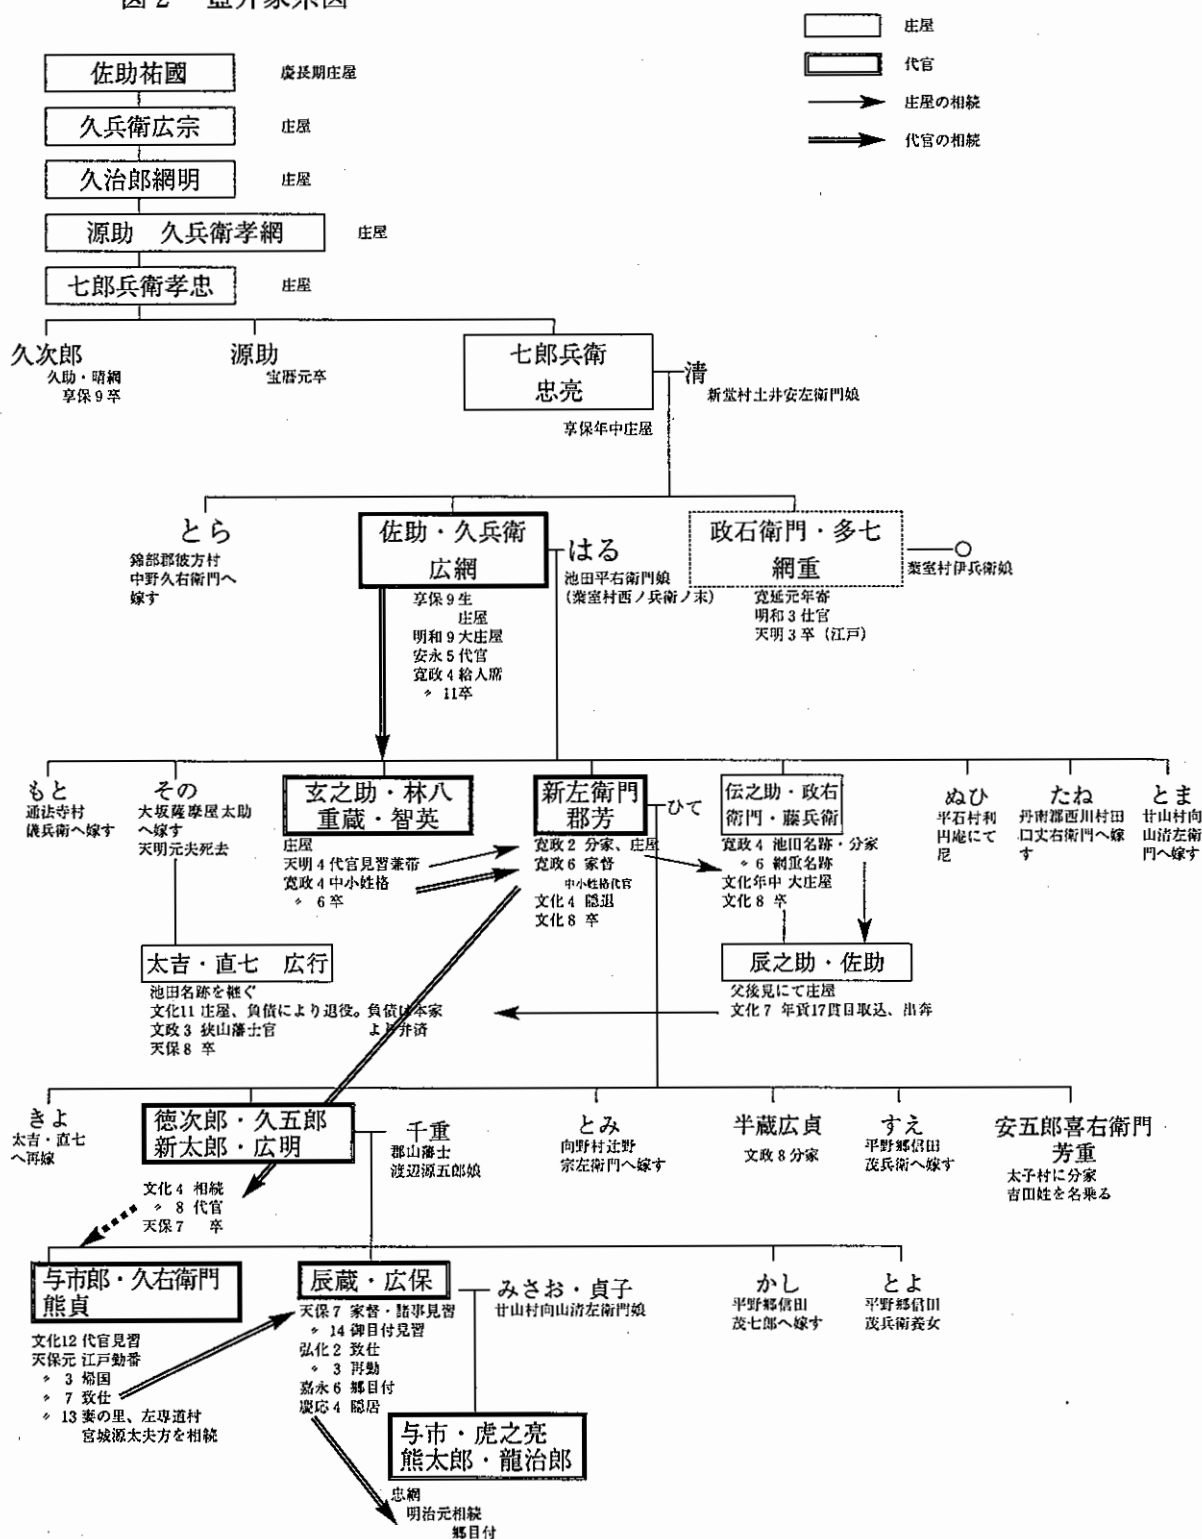 図2
家系図
庄屋
代官
庄屋の相続
代官の相続
佐助祐國
慶長期庄屋
久兵衛広宗
庄屋
久治郎網明
庄屋
源助 久兵衛孝網
庄屋
七郎兵衛孝忠
庄屋
久次郎
久助・晴網
享保9卒
源助
宝暦元卒
七郎兵衛
忠亮
享保年中庄屋
清
新堂村土井安左衛門娘
とら
錦部郡彼方村
中野久右衛門へ
嫁す
佐助・久兵衛
広網
享保9生
庄屋
明和9大庄屋
安永5代官
寛政4給人席
〃 11卒
はる
池田平右衛門娘
(葉室村西ノ兵衛ノ末)
政石衛門・多七
網重
寛延元年寄
明和3仕官
天明3卒(江戸)
葉室村伊兵衛娘
もと
通法寺村
儀兵衛へ嫁す
その
大坂薩摩屋太助
へ嫁す
天明元夫死去
玄之助・林八
重蔵・智英
庄屋
天明4代官見習兼帯
寛政4中小姓格
〃 6卒
新左衛門
郡芳
寛政2 分家、庄屋
寛政6 家督
中小姓格代官
文化4 隠退
文化8 卒
ひて
伝之助・政右
衛門・藤兵衛
寛政4 池田名跡・分家
〃 6 網重名跡
文化年中 大庄屋
文化8 卒
ぬひ
平石村利
円庵にて
尼
たね
丹南郡西川村田
口丈右衛門へ嫁
す
とま
廿山村向
山清左衛
門へ嫁す
太吉・直七 広行
池田名跡を継ぐ
文化11 庄屋、負債により退役。負債は本家
より弁済
文政3 狭山藩士官
天保8 卒
辰之助・佐助
父後見にて庄屋
文化7 年貢17貫目取込、出奔
きよ
太吉・直七
へ再嫁
徳次郎・久五郎
新太郎・広明
文化4 相続
〃 8 代官
天保7 卒
千重
郡山藩士
渡辺源五郎娘
とみ
向野村辻野
宗左衛門へ嫁す
半蔵広貞
文政8分家
すえ
平野郷信田
茂兵衛へ嫁す
安五郎喜右衛門
芳重
太子村に分家
吉田姓を名乗る
与市郎・久右衛門
熊貞
文化12 代官見習
天保元 江戸勤番
〃 3 帰国
〃 7 致仕
〃 13 妻の里、左専道村
宮城源太夫方を相続
辰蔵・広保
天保7 家督・諸事見習
〃 14 御目付見習
弘化2 致仕
〃 3 再勤
嘉永6 郷目付
慶応4 隠居
みさお・貞子
廿山村向山清左衛門娘
かし
平野郷信田
茂七郎へ嫁す
とよ
平野郷信田
茂兵衛養女
与市・虎之亮
熊太郎・龍治郎
忠網
明治元相続
郷目付